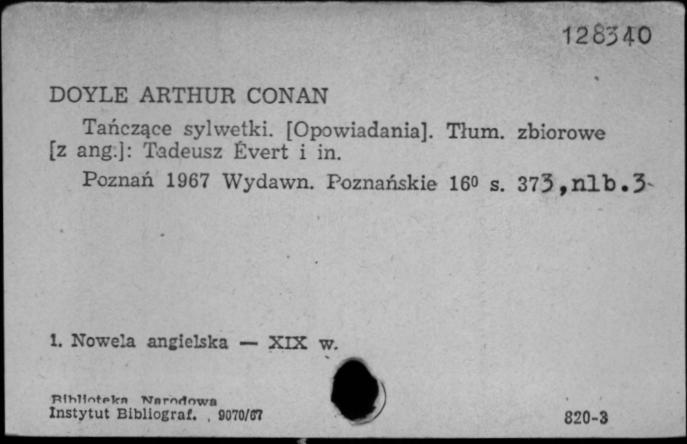 128340
DOYLE ARTHUR CONAN
Tańczące sylwetki. [Opowiadania]. Tłum. zbiorowe
[z ang.]: Tadeusz Évert i in.
Poznań 1967 Wydawn. Poznańskie 16⁰ s. 373,nlb.3
1. Nowela angielska — XIX w.
Biblioteka Narodowa
Instytut Bibliograf. 9070/67
820-3